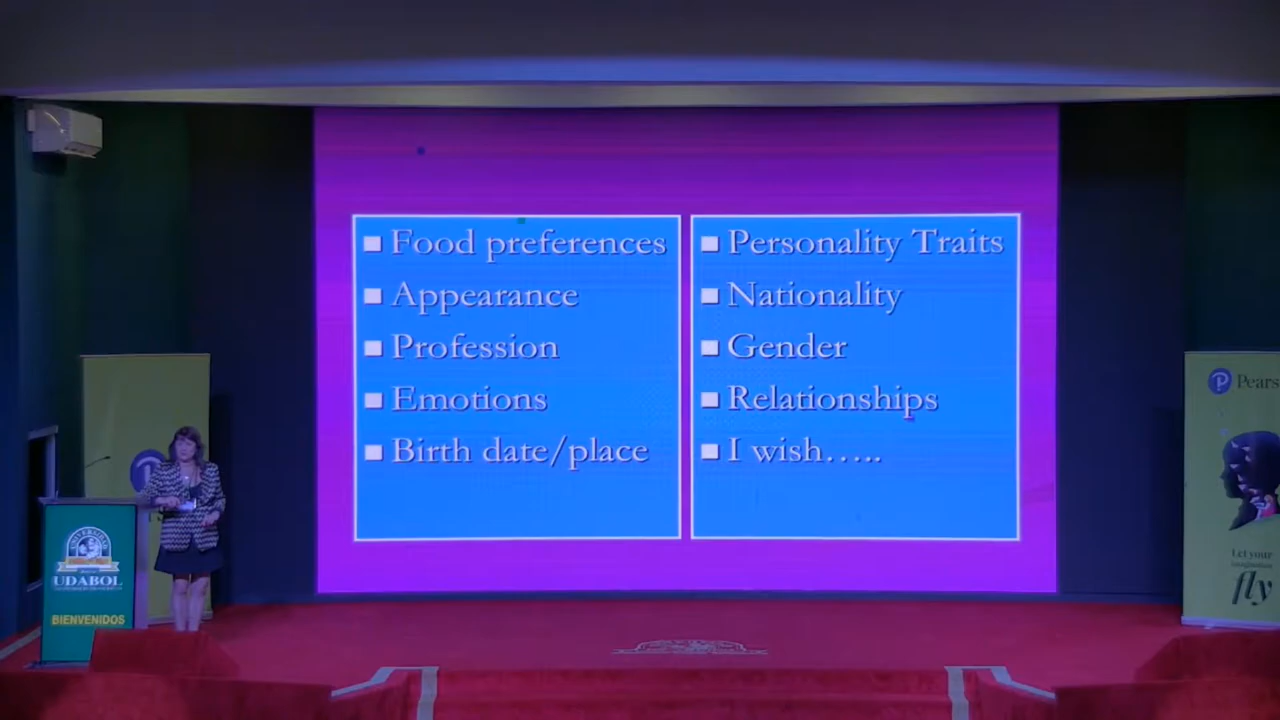 Food preferences
Appearance
Profession
Emotions
Birth date/place
Personality Traits
Nationality
Gender
Relationships
I wish…..
UDABOL
BIENVENIDOS
Pears
Let your
imagination
fly